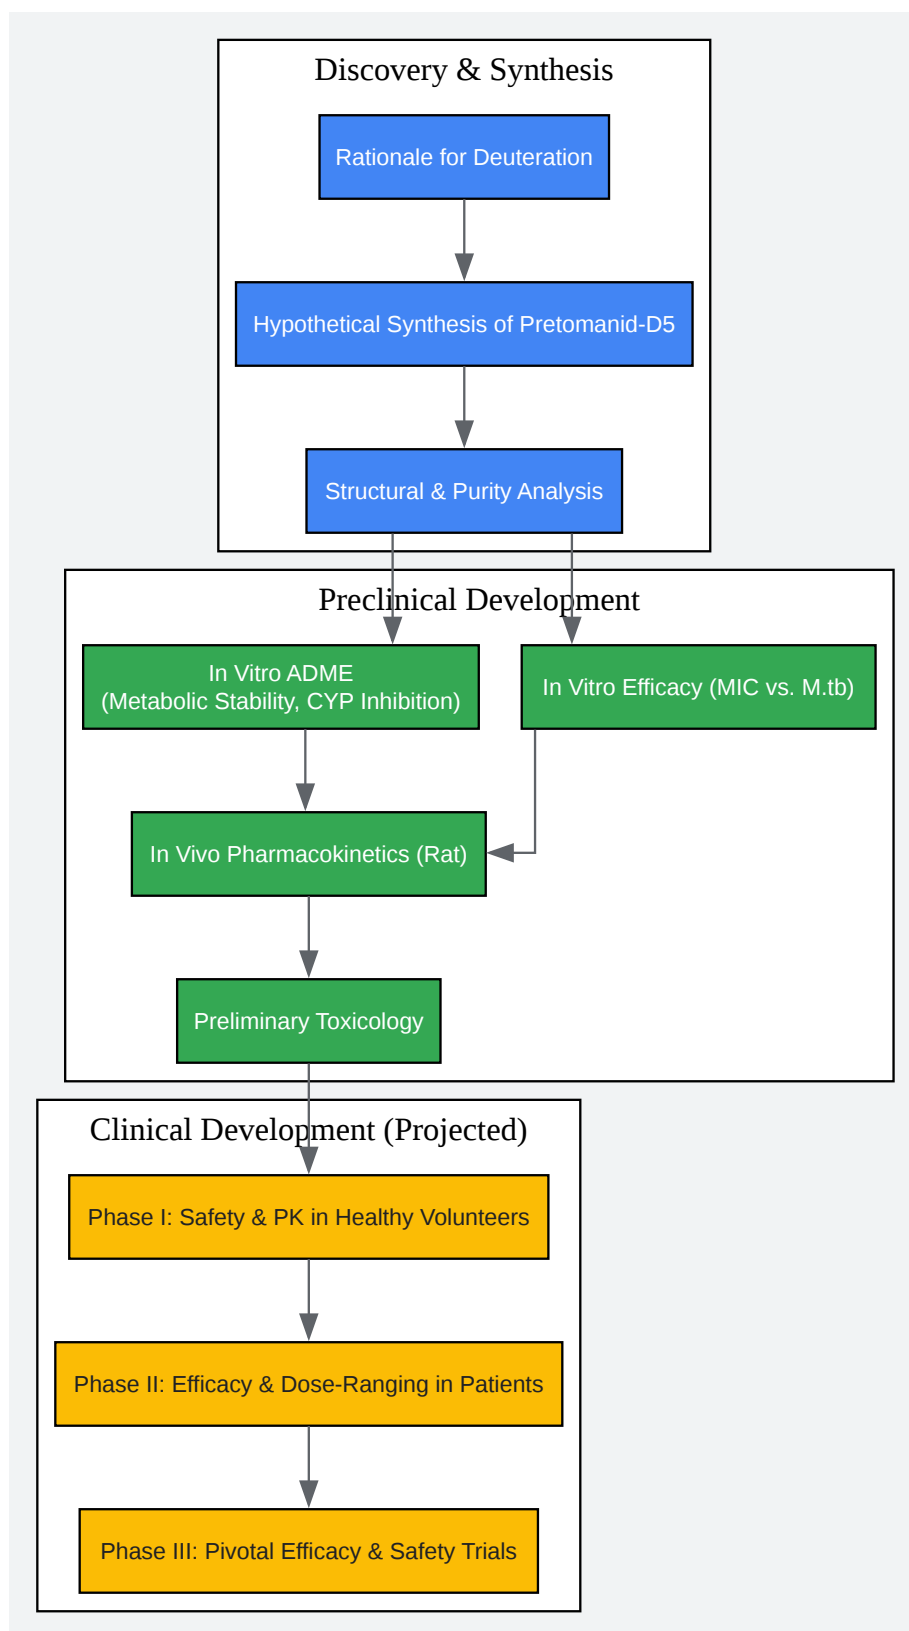 Discovery & Synthesis
Rationale for Deuteration
Hypothetical Synthesis of Pretomanid-D5
Structural & Purity Analysis
Preclinical Development
In Vitro ADME
(Metabolic Stability, CYP Inhibition)
In Vitro Efficacy (MIC vs. M.tb)
In Vivo Pharmacokinetics (Rat)
Preliminary Toxicology
Clinical Development (Projected)
Phase I: Safety & PK in Healthy Volunteers
Phase II: Efficacy & Dose-Ranging in Patients
Phase III: Pivotal Efficacy & Safety Trials